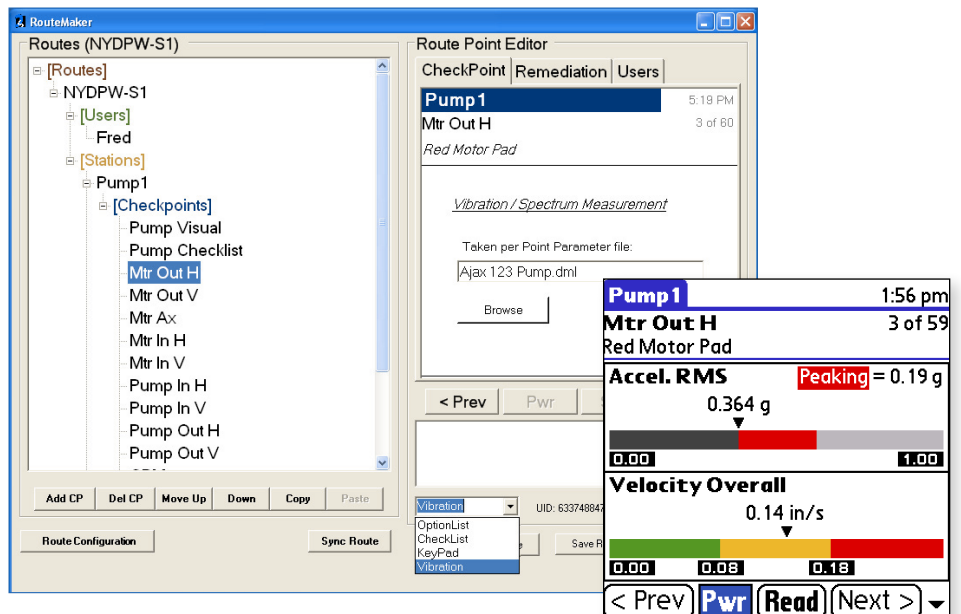 RouteMaker
Routes (NYDPW-S1)
[Routes]
NYDPW-S1
[Users]
Fred
[Stations]
Pump1
[Checkpoints]
Pump Visual
Pump Checklist
Mtr Out H
Mtr Out V
Mtr Ax
Mtr In H
Mtr In V
Pump In H
Pump In V
Pump Out H
Pump Out V
Add CP Del CP Move Up Down Copy Paste
Route Configuration Sync Route
Route Point Editor
CheckPoint Remediation Users
Pump1 5:19 PM
Mtr Out H 3 of 60
Red Motor Pad
Vibration / Spectrum Measurement
Taken per Point Parameter file:
Ajax 123 Pump.dml
Browse
< Prev Pwr
Vibration UID: 633748847
OptionList
CheckList
KeyPad
Vibration
Save R
Pump1 1:56 pm
Mtr Out H 3 of 59
Red Motor Pad
Accel. RMS Peaking = 0.19 g
0.364 g
0.00 1.00
Velocity Overall
0.14 in/s
0.00 0.08 0.18
< Prev Pwr Read Next >